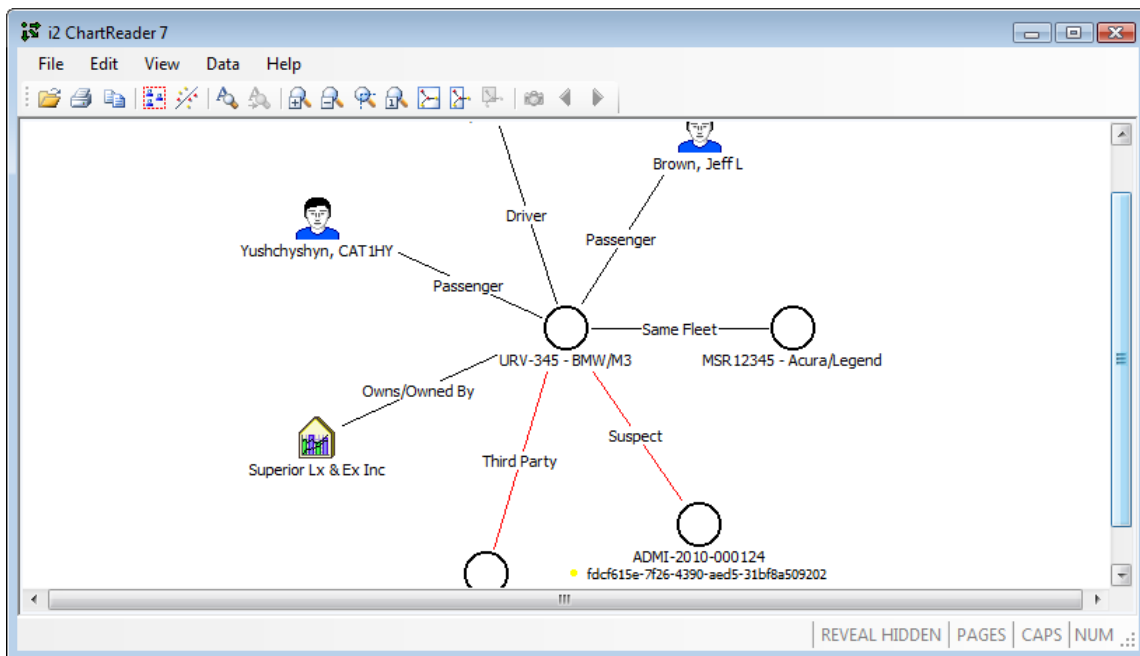 i2 ChartReader 7
File Edit View Data Help
Brown, Jeff L
Driver
Passenger
Yushchyshyn, CAT1HY
Passenger
Same Fleet
URV-345 - BMW/M3
MSR12345 - Acura/Legend
Owns/Owned By
Suspect
Third Party
Superior Lx & Ex Inc
ADMI-2010-000124
fdcf615e-7f26-4390-aed5-31bf8a509202
REVEAL HIDDEN PAGES CAPS NUM